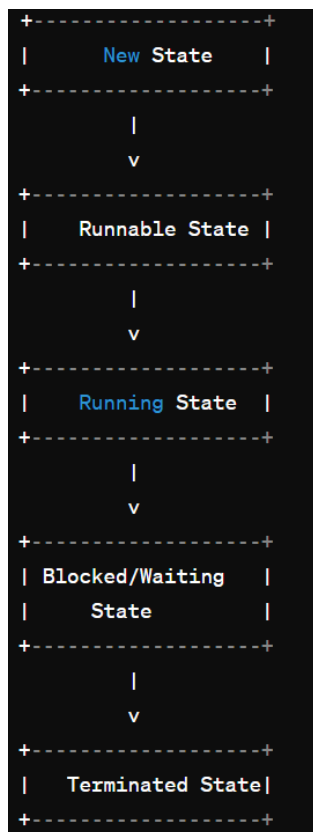 +-------------------+
|      New State     |
+-------------------+
|
v
+-------------------+
|    Runnable State |
+-------------------+
|
v
+-------------------+
|    Running State  |
+-------------------+
|
v
+-------------------+
| Blocked/Waiting   |
|     State         |
+-------------------+
|
v
+-------------------+
|   Terminated State|
+-------------------+